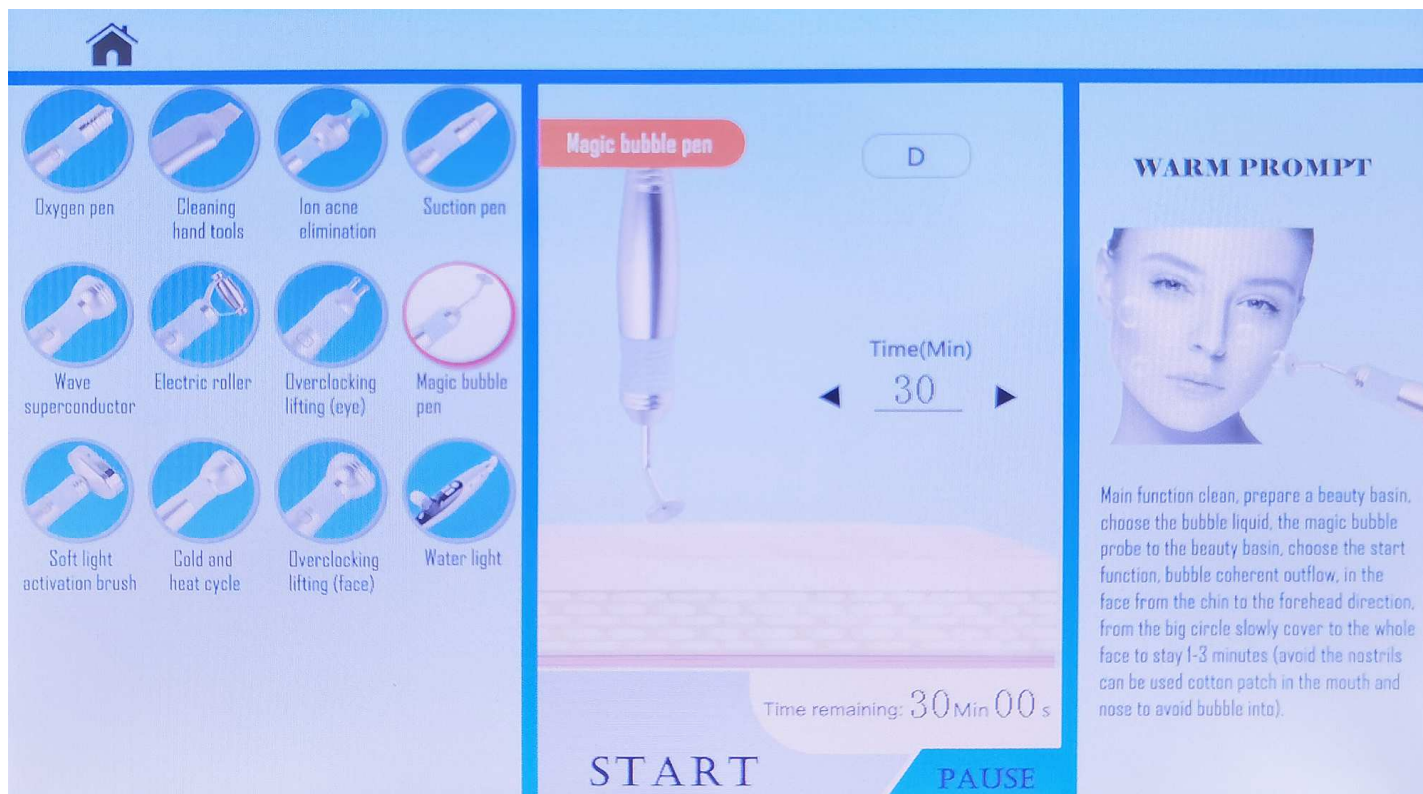 Oxygen pen
Cleaning
hand tools
Ion acne
elimination
Suction pen
Wave
superconductor
Electric roller
Overclocking
lifting (eye)
Magic bubble
pen
Soft light
activation brush
Cold and
heat cycle
Overclocking
lifting (face)
Water light
Magic bubble pen
D
Time(Min)
30
Time remaining: 30Min 00s
START
PAUSE
WARM PROMPT
Main function clean, prepare a beauty basin,
choose the bubble liquid, the magic bubble
probe to the beauty basin, choose the start
function, bubble coherent outflow, in the
face from the chin to the forehead direction,
from the big circle slowly cover to the whole
face to stay 1-3 minutes (avoid the nostrils
can be used cotton patch in the mouth and
nose to avoid bubble into).